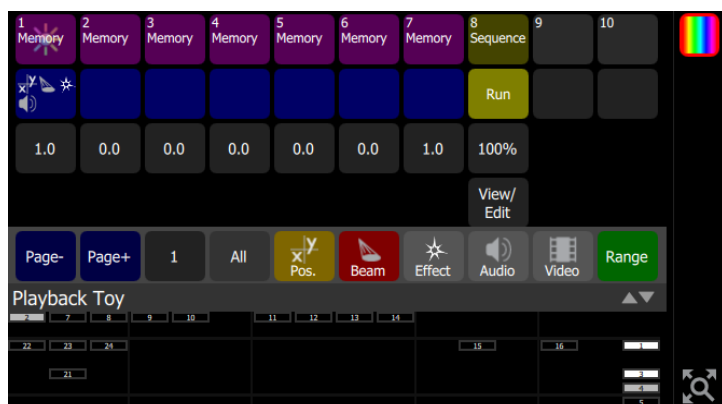 1 2 3 4 5 6 7 8 9 10
Memory Memory Memory Memory Memory Memory Memory Sequence
x y Run
1.0 0.0 0.0 0.0 0.0 0.0 1.0 100%
View/
Edit
Page- Page+ 1 All x y Pos. Beam Effect Audio Video Range
Playback Toy
2 7 8 9 10 11 12 13 14
22 23 24 15 16 1
21 3
4
5